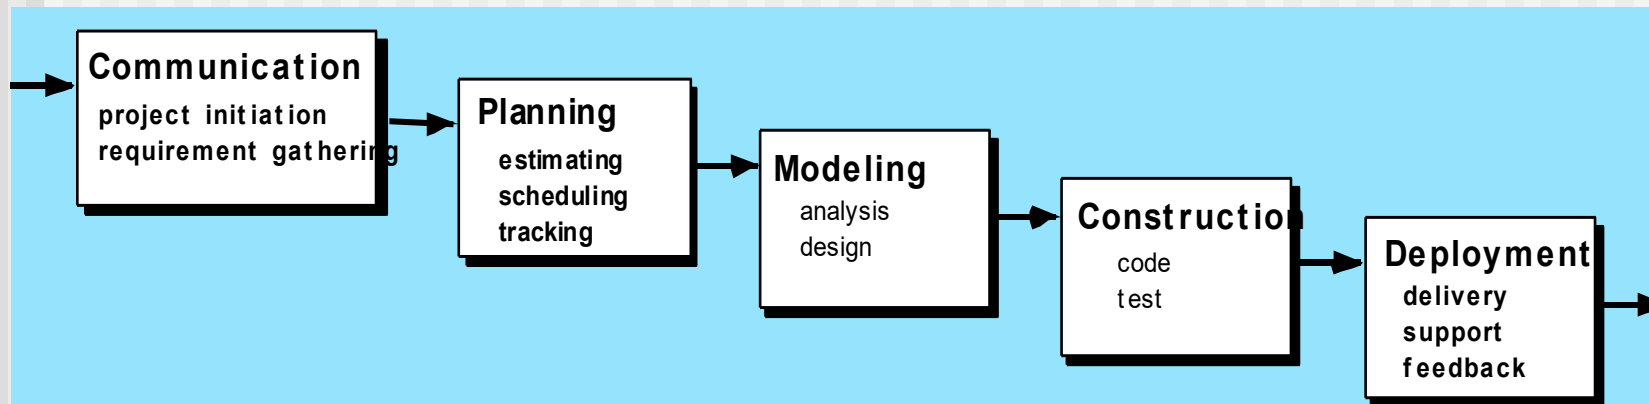 Communication
project initiation
requirement gathering
Planning
estimating
scheduling
tracking
Modeling
analysis
design
Construction
code
test
Deployment
delivery
support
feedback